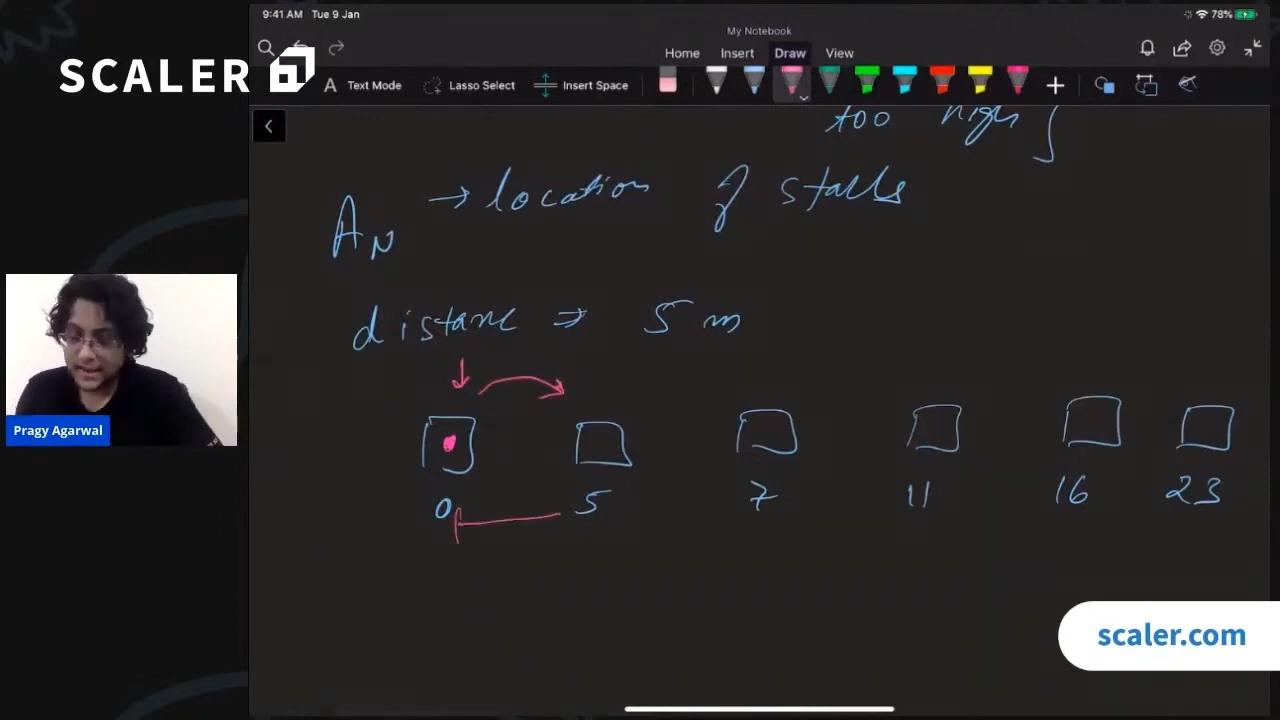 9:41 AM Tue 9 Jan
78%
My Notebook
SCALER
Home Insert Draw View
Text Mode Lasso Select Insert Space
too high
AN → location of stalls
distance ⇒ 5 m
0 5 7 11 16 23
Pragy Agarwal
scaler.com